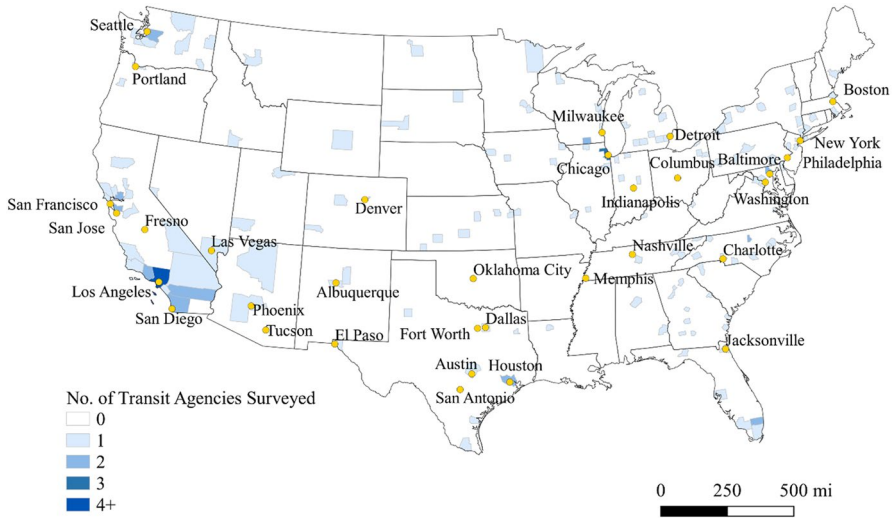 Seattle
Portland
Boston
Milwaukee
Detroit
New York
Chicago
Columbus
Baltimore
Philadelphia
Indianapolis
Washington
San Francisco
San Jose
Fresno
Denver
Las Vegas
Nashville
Charlotte
Oklahoma City
Memphis
Los Angeles
Albuquerque
San Diego
Phoenix
Tucson
El Paso
Fort Worth
Dallas
Jacksonville
Austin
Houston
San Antonio
No. of Transit Agencies Surveyed
0
1
2
3
4+
0 250 500 mi